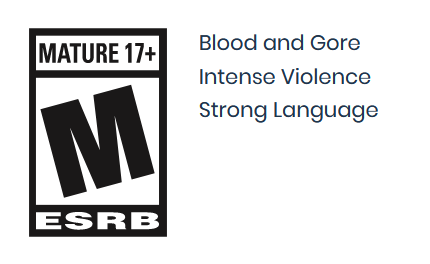 MATURE 17+
M
ESRB
Blood and Gore
Intense Violence
Strong Language